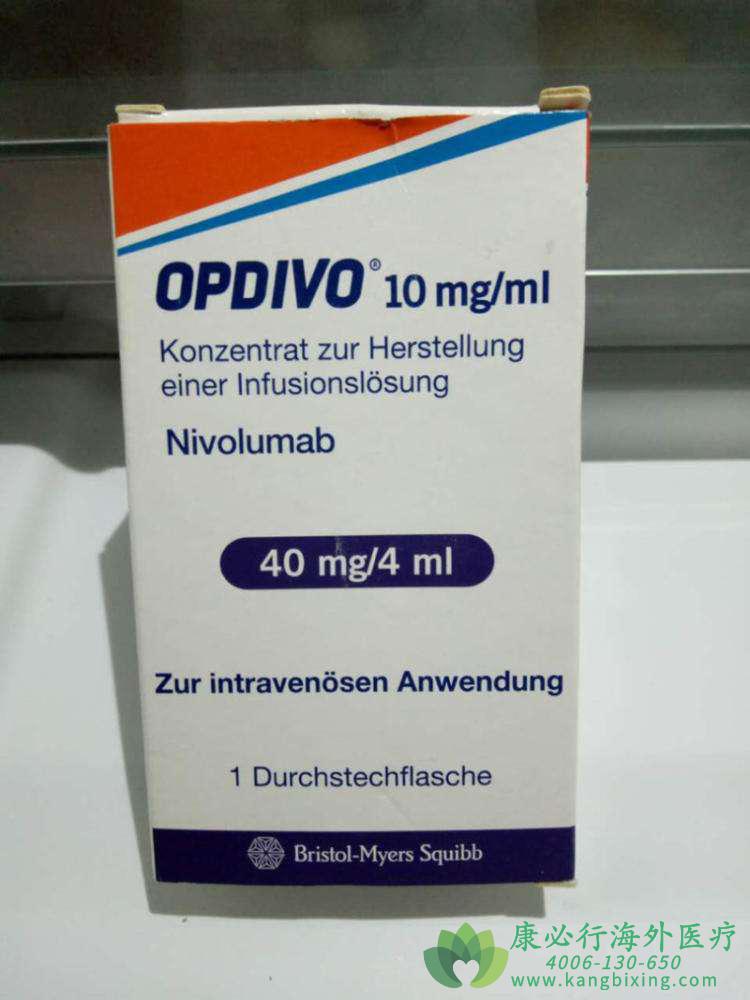 OPDIVO® 10 mg/ml
Konzentrat zur Herstellung
einer Infusionslösung
Nivolumab
40 mg/4 ml
Zur intravenösen Anwendung
1 Durchstechflasche
Bristol-Myers Squibb
康必行海外医疗
4006-130-650
www.kangbixing.com